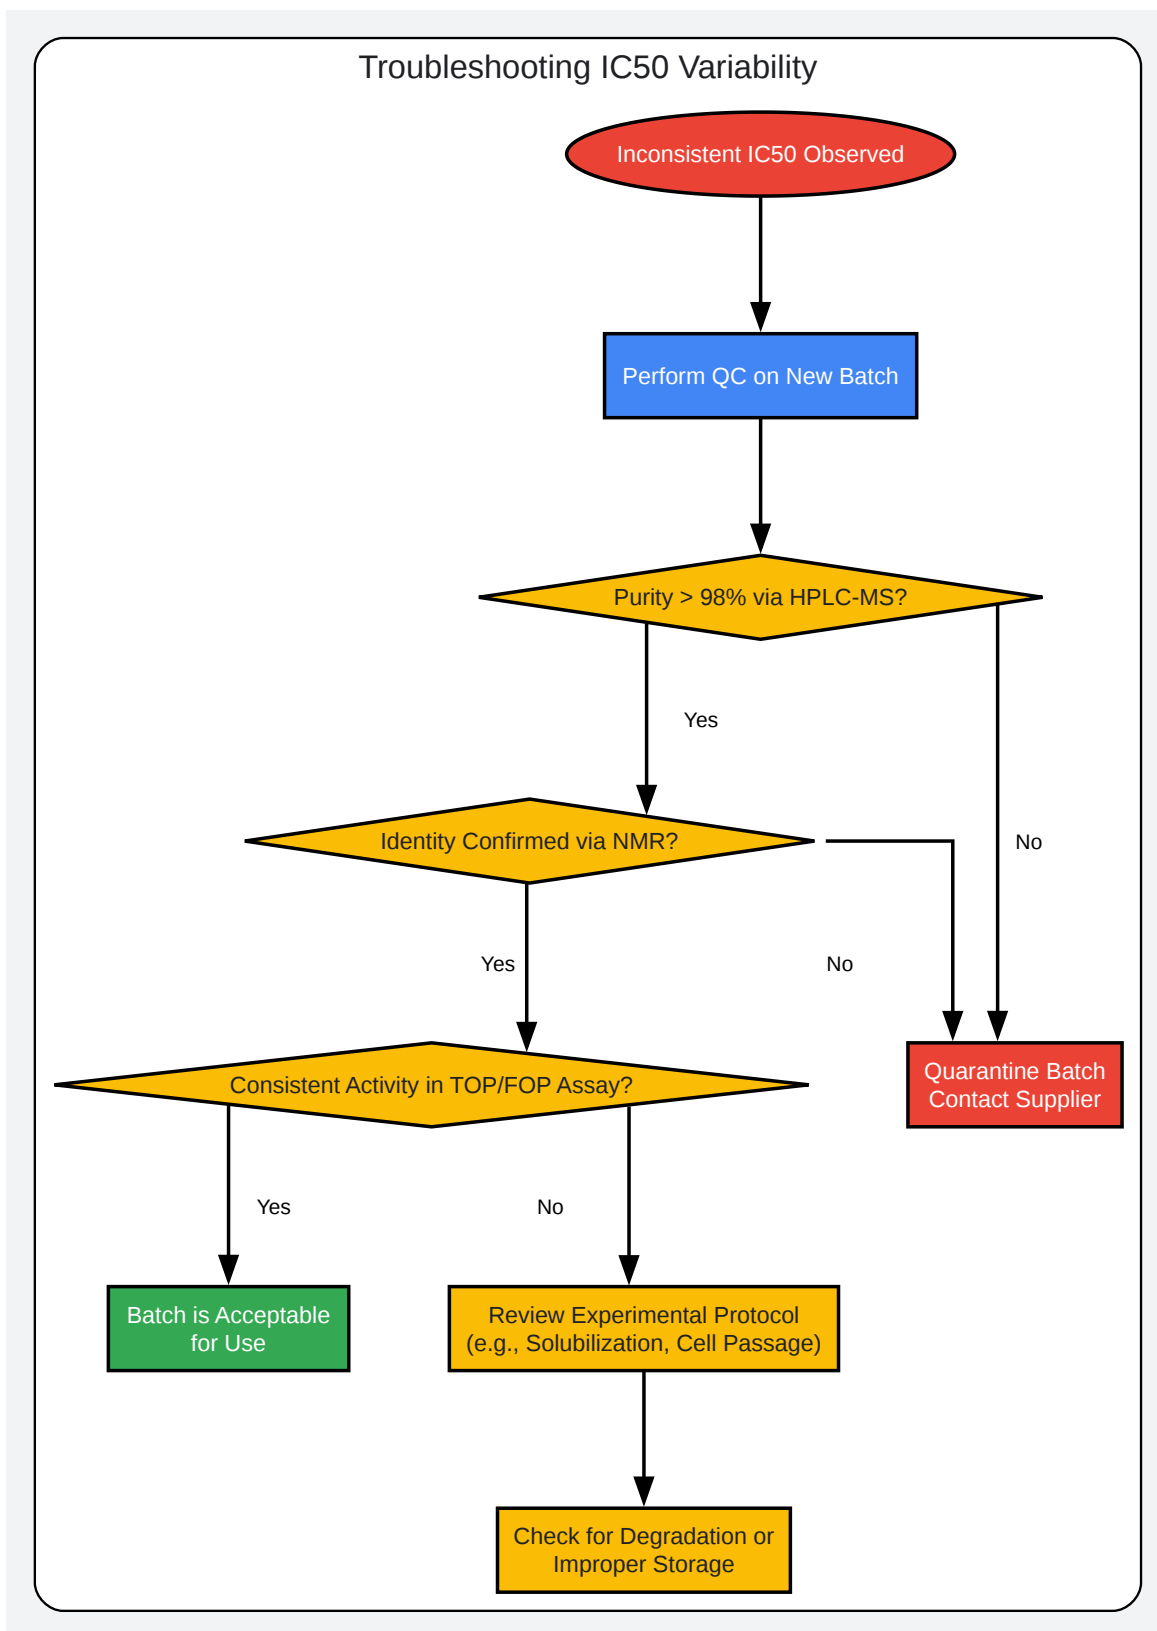 Troubleshooting IC50 Variability
Inconsistent IC50 Observed
Perform QC on New Batch
Purity > 98% via HPLC-MS?
Yes
Identity Confirmed via NMR?
No
Yes
No
Consistent Activity in TOP/FOP Assay?
Quarantine Batch
Contact Supplier
Yes
No
Batch is Acceptable
for Use
Review Experimental Protocol
(e.g., Solubilization, Cell Passage)
Check for Degradation or
Improper Storage